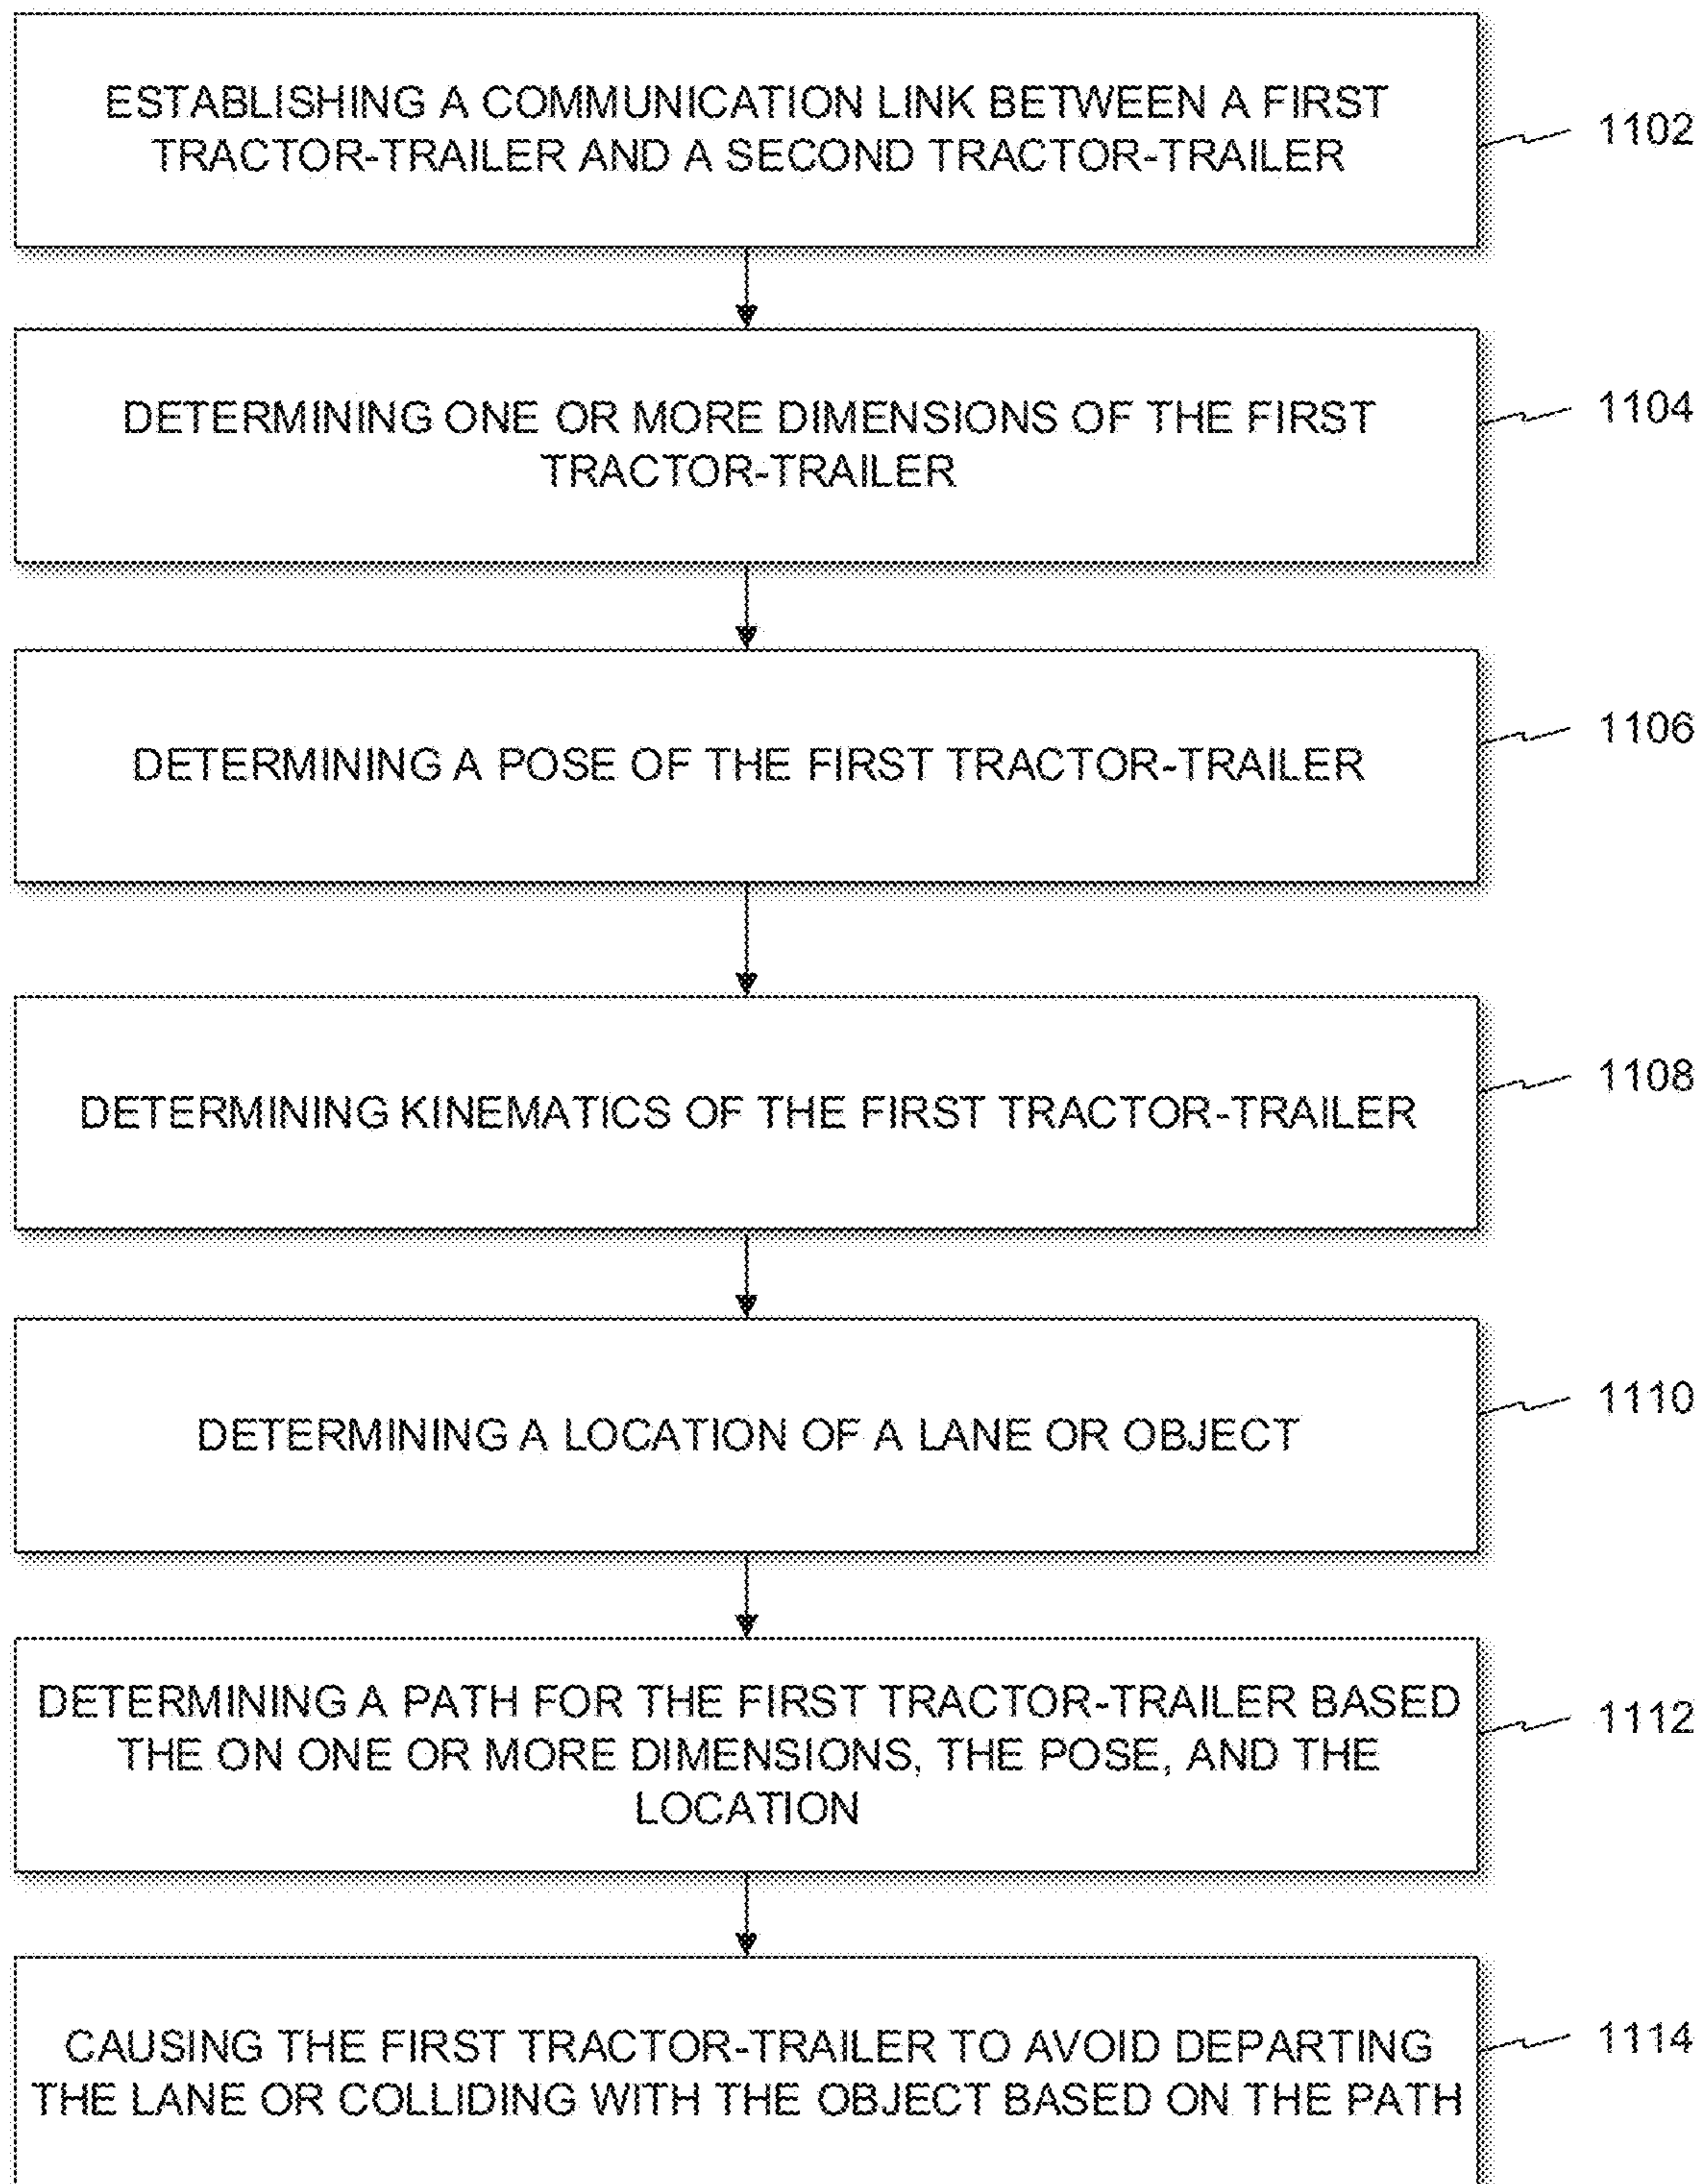 ESTABLISHING A COMMUNICATION LINK BETWEEN A FIRST
TRACTOR-TRAILER AND A SECOND TRACTOR-TRAILER
1102
DETERMINING ONE OR MORE DIMENSIONS OF THE FIRST
TRACTOR-TRAILER
1104
DETERMINING A POSE OF THE FIRST TRACTOR-TRAILER
1106
DETERMINING KINEMATICS OF THE FIRST TRACTOR-TRAILER
1108
DETERMINING A LOCATION OF A LANE OR OBJECT
1110
DETERMINING A PATH FOR THE FIRST TRACTOR-TRAILER BASED
THE ON ONE OR MORE DIMENSIONS, THE POSE, AND THE
LOCATION
1112
CAUSING THE FIRST TRACTOR-TRAILER TO AVOID DEPARTING
THE LANE OR COLLIDING WITH THE OBJECT BASED ON THE PATH
1114